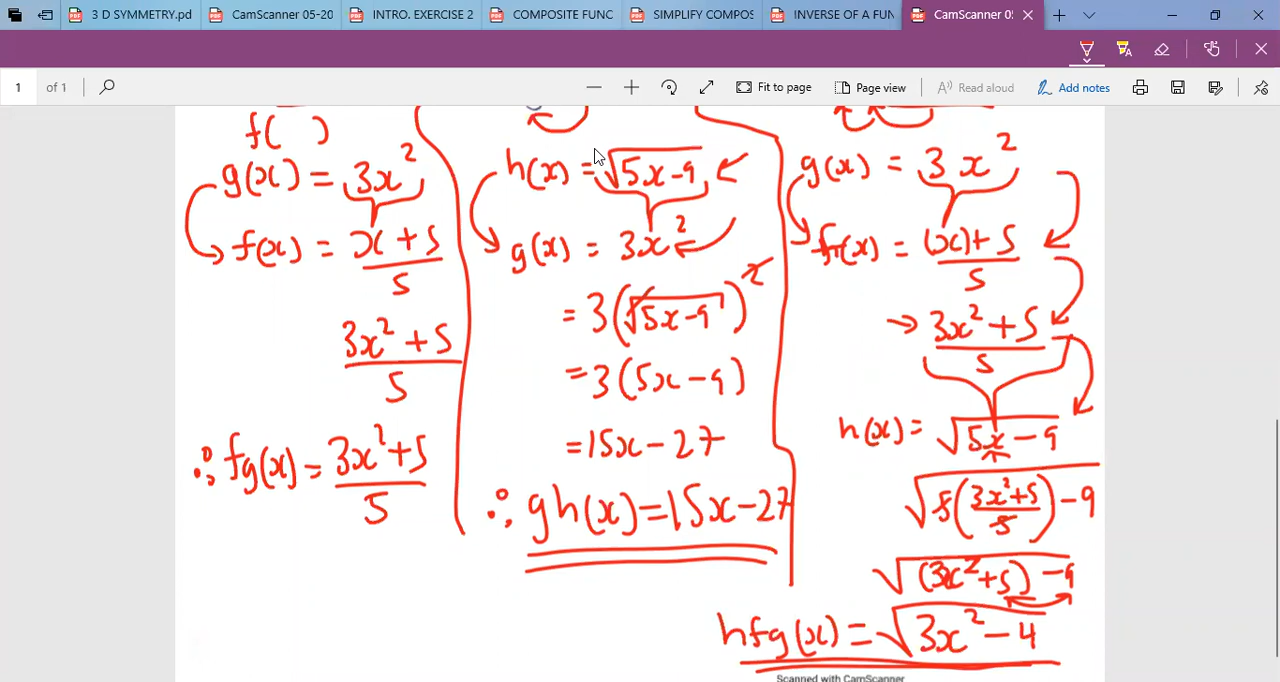 3 D SYMMETRY.pd
CamScanner 05-20
INTRO. EXERCISE 2
COMPOSITE FUNC
SIMPLIFY COMPOS
INVERSE OF A FUN
CamScanner 05
1 of 1
Fit to page
Page view
Read aloud
Add notes
f( )
g(x) = 3x²
f(x) = x + 5 / 5
3x² + 5 / 5
∴ fg(x) = 3x² + 5 / 5
h(x) = √5x-9
g(x) = 3x²
= 3(√5x-9)²
= 3(5x-9)
= 15x-27
∴ gh(x) = 15x-27
g(x) = 3x²
f(x) = (x) + 5 / 5
→ 3x² + 5 / 5
h(x) = √5x - 9
√5(3x²+5 / 5) - 9
√(3x²+5) - 9
hfg(x) = √3x² - 4
Scanned with CamScanner